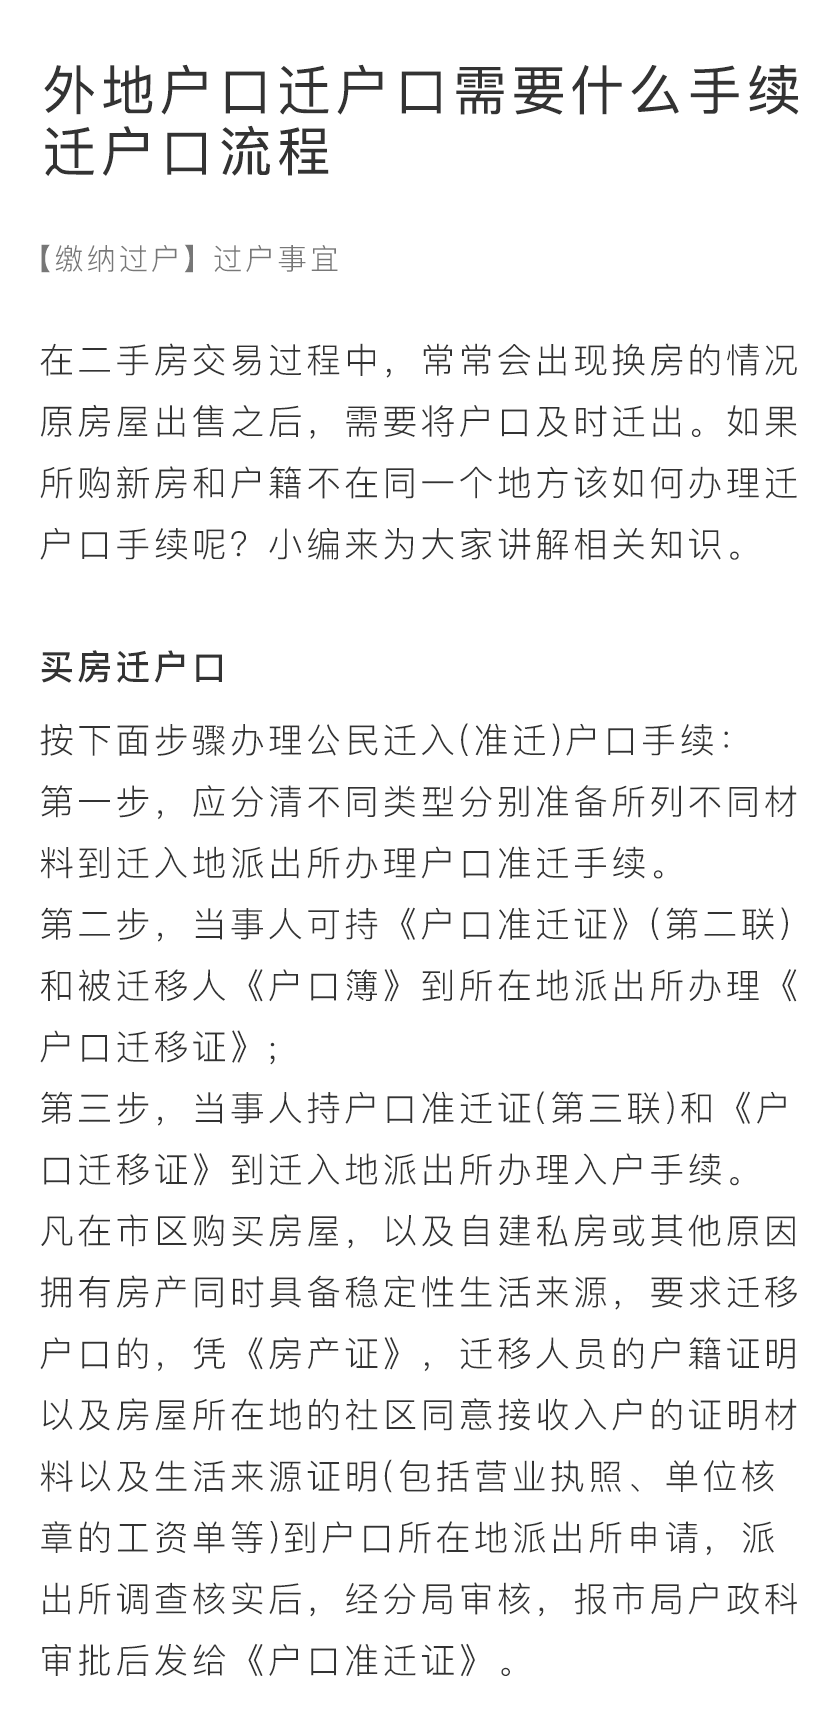 外地户口迁户口需要什么手续
迁户口流程
【缴纳过户】过户事宜
在二手房交易过程中，常常会出现换房的情况
原房屋出售之后，需要将户口及时迁出。如果
所购新房和户籍不在同一个地方该如何办理迁
户口手续呢？小编来为大家讲解相关知识。
买房迁户口
按下面步骤办理公民迁入(准迁)户口手续：
第一步，应分清不同类型分别准备所列不同材
料到迁入地派出所办理户口准迁手续。
第二步，当事人可持《户口准迁证》(第二联)
和被迁移人《户口簿》到所在地派出所办理《
户口迁移证》；
第三步，当事人持户口准迁证(第三联)和《户
口迁移证》到迁入地派出所办理入户手续。
凡在市区购买房屋，以及自建私房或其他原因
拥有房产同时具备稳定性生活来源，要求迁移
户口的，凭《房产证》，迁移人员的户籍证明
以及房屋所在地的社区同意接收入户的证明材
料以及生活来源证明(包括营业执照、单位核
章的工资单等)到户口所在地派出所申请，派
出所调查核实后，经分局审核，报市局户政科
审批后发给《户口准迁证》。